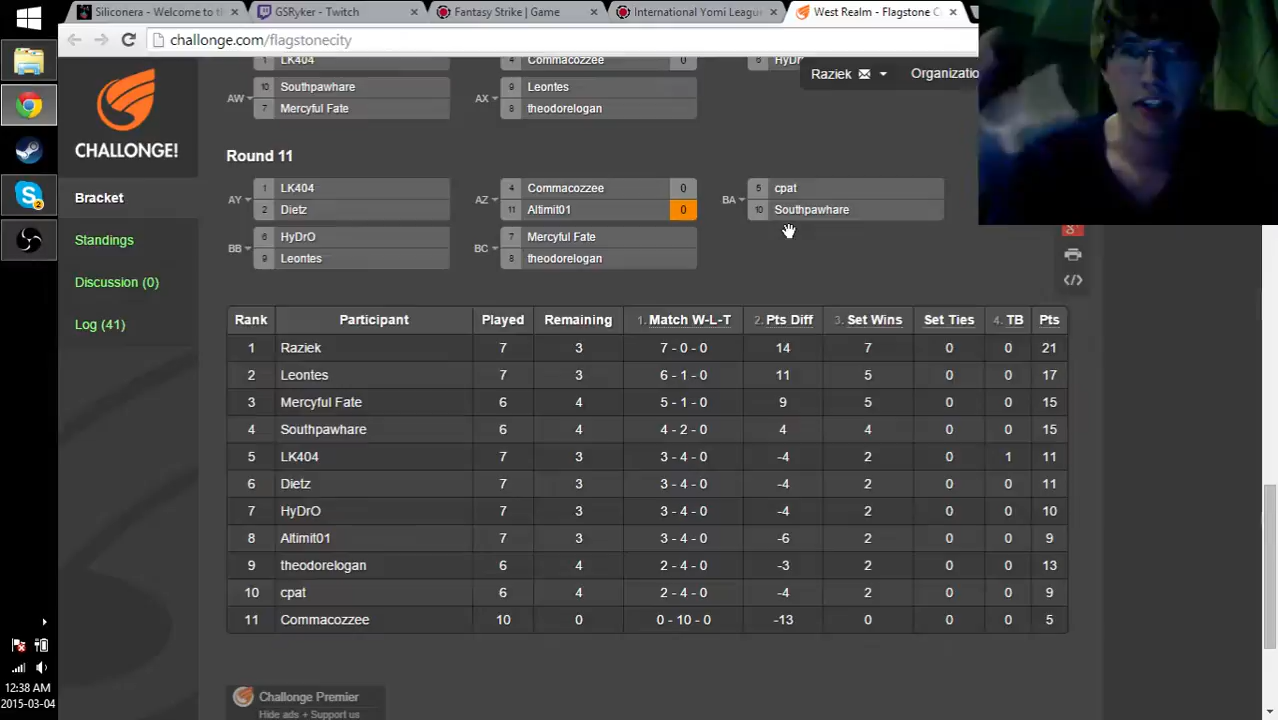 Siliconera - Welcome to th
GSRyker - Twitch
Fantasy Strike | Game
International Yomi Leagu
West Realm - Flagstone C
challonge.com/flagstonecity
Raziek
Organizatio
CHALLONGE!
Bracket
Standings
Discussion (0)
Log (41)
1 LK404
Commacozzee 0
HyDr
AW 10 Southpawhare
7 Mercyful Fate
AX 9 Leontes
8 theodorelogan
Round 11
AY 1 LK404
2 Dietz
AZ 4 Commacozzee 0
11 Altimit01 0
BA cpat
10 Southpawhare
BB HyDrO
9 Leontes
BC 7 Mercyful Fate
8 theodorelogan
Rank Participant Played Remaining 1. Match W-L-T 2. Pts Diff 3. Set Wins Set Ties 4. TB Pts
1 Raziek 7 3 7 - 0 - 0 14 7 0 0 21
2 Leontes 7 3 6 - 1 - 0 11 5 0 0 17
3 Mercyful Fate 6 4 5 - 1 - 0 9 5 0 0 15
4 Southpawhare 6 4 4 - 2 - 0 4 4 0 0 15
5 LK404 7 3 3 - 4 - 0 -4 2 0 1 11
6 Dietz 7 3 3 - 4 - 0 -4 2 0 0 11
7 HyDrO 7 3 3 - 4 - 0 -4 2 0 0 10
8 Altimit01 7 3 3 - 4 - 0 -6 2 0 0 9
9 theodorelogan 6 4 2 - 4 - 0 -3 2 0 0 13
10 cpat 6 4 2 - 4 - 0 -4 2 0 0 9
11 Commacozzee 10 0 0 - 10 - 0 -13 0 0 0 5
Challonge Premier
Hide ads + Support us
12:38 AM
2015-03-04